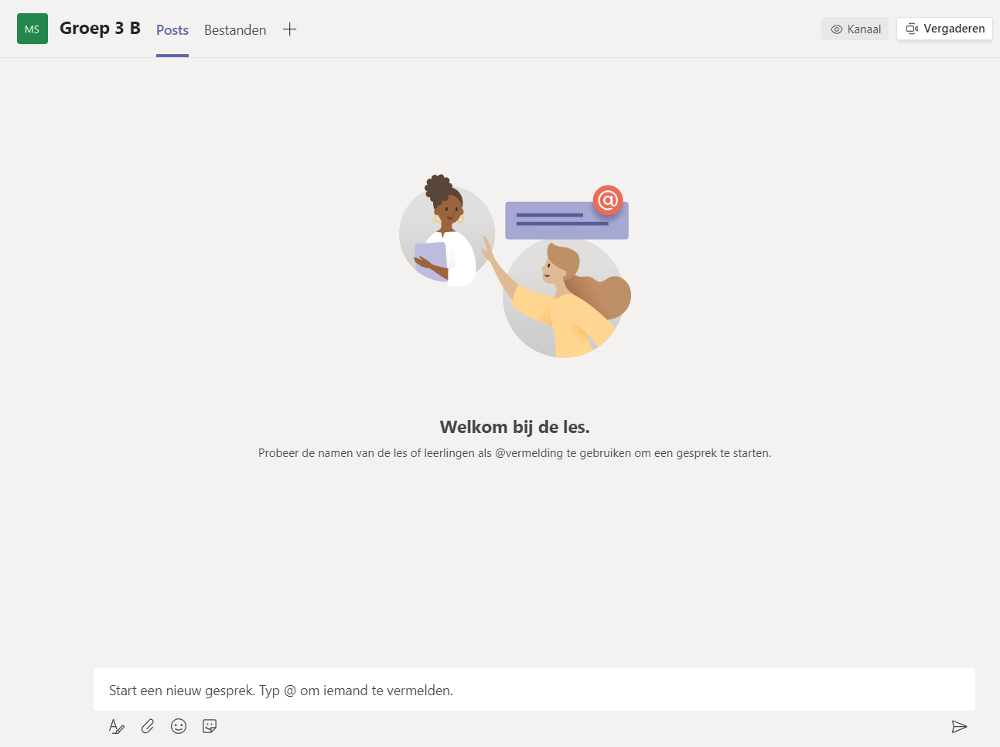 MS
Groep 3 B
Posts
Bestanden
Kanaal
Vergaderen
@
Welkom bij de les.
Probeer de namen van de les of leerlingen als @vermelding te gebruiken om een gesprek te starten.
Start een nieuw gesprek. Typ @ om iemand te vermelden.